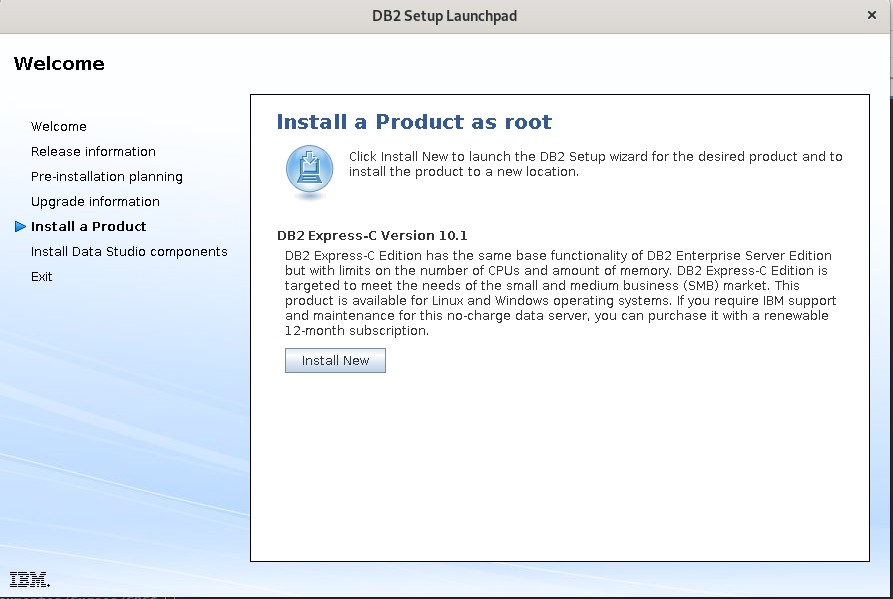 DB2 Setup Launchpad
×
Welcome
Welcome
Release information
Pre-installation planning
Upgrade information
Install a Product
Install Data Studio components
Exit
Install a Product as root
Click Install New to launch the DB2 Setup wizard for the desired product and to
install the product to a new location.
DB2 Express-C Version 10.1
DB2 Express-C Edition has the same base functionality of DB2 Enterprise Server Edition
but with limits on the number of CPUs and amount of memory. DB2 Express-C Edition is
targeted to meet the needs of the small and medium business (SMB) market. This
product is available for Linux and Windows operating systems. If you require IBM support
and maintenance for this no-charge data server, you can purchase it with a renewable
12-month subscription.
Install New
IBM.